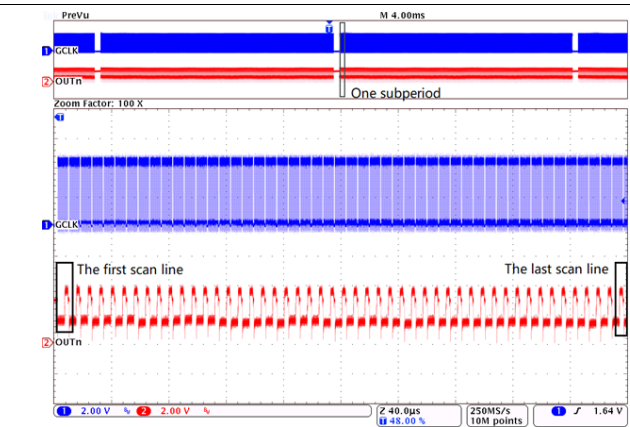 PreVu M 4.00ms
T
1 GCLK
2 OUTn
One subperiod
Zoom Factor: 100 X
T
1 GCLK
The first scan line The last scan line
2 OUTn
1 2.00 V 2 2.00 V Z 40.0µs 250MS/s 1 1.64 V
T 48.00 % 10M points